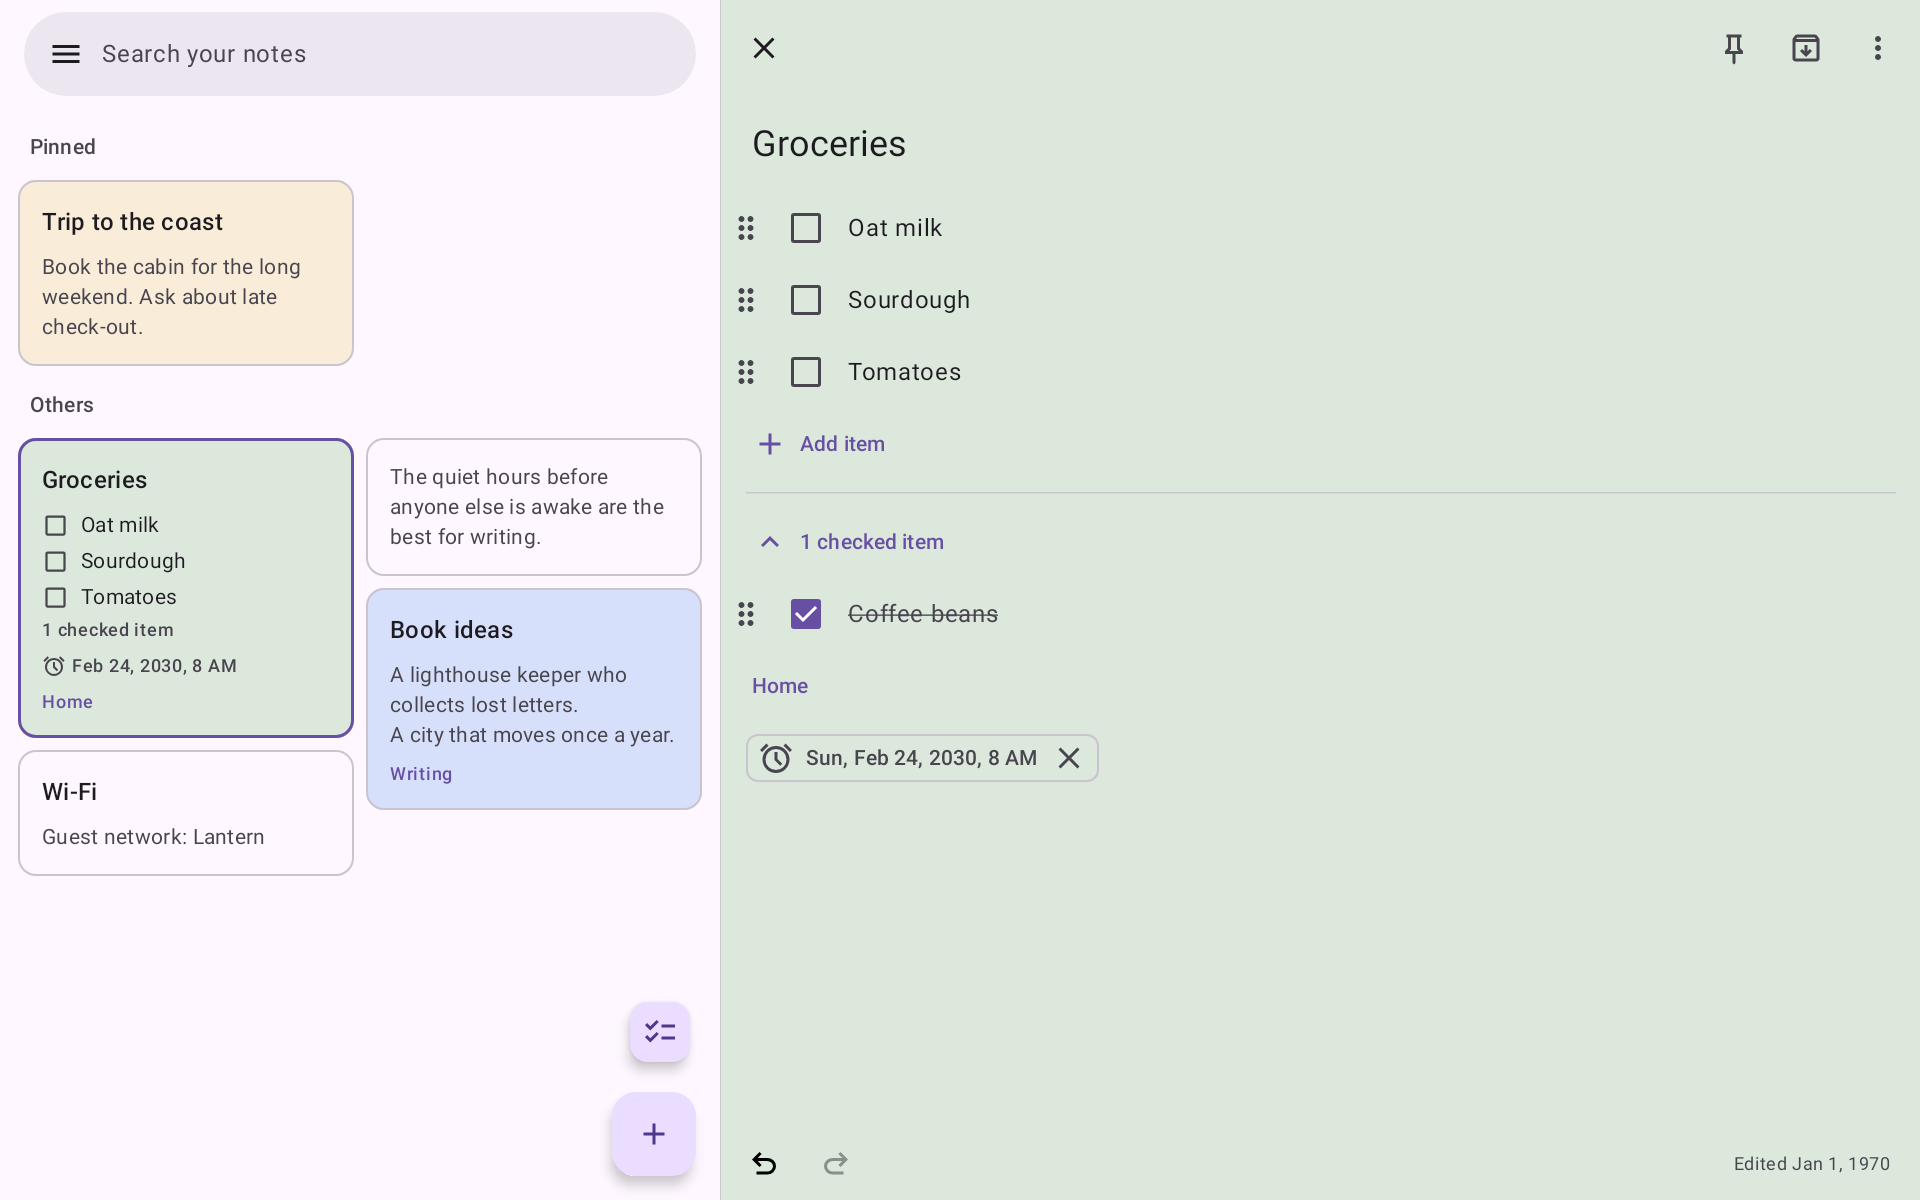 Search your notes
Pinned
Trip to the coast
Book the cabin for the long
weekend. Ask about late
check-out.
Others
Groceries
Oat milk
Sourdough
Tomatoes
1 checked item
Feb 24, 2030, 8 AM
Home
Wi-Fi
Guest network: Lantern
The quiet hours before
anyone else is awake are the
best for writing.
Book ideas
A lighthouse keeper who
collects lost letters.
A city that moves once a year.
Writing
Groceries
Oat milk
Sourdough
Tomatoes
Add item
1 checked item
Coffee beans
Home
Sun, Feb 24, 2030, 8 AM
Edited Jan 1, 1970